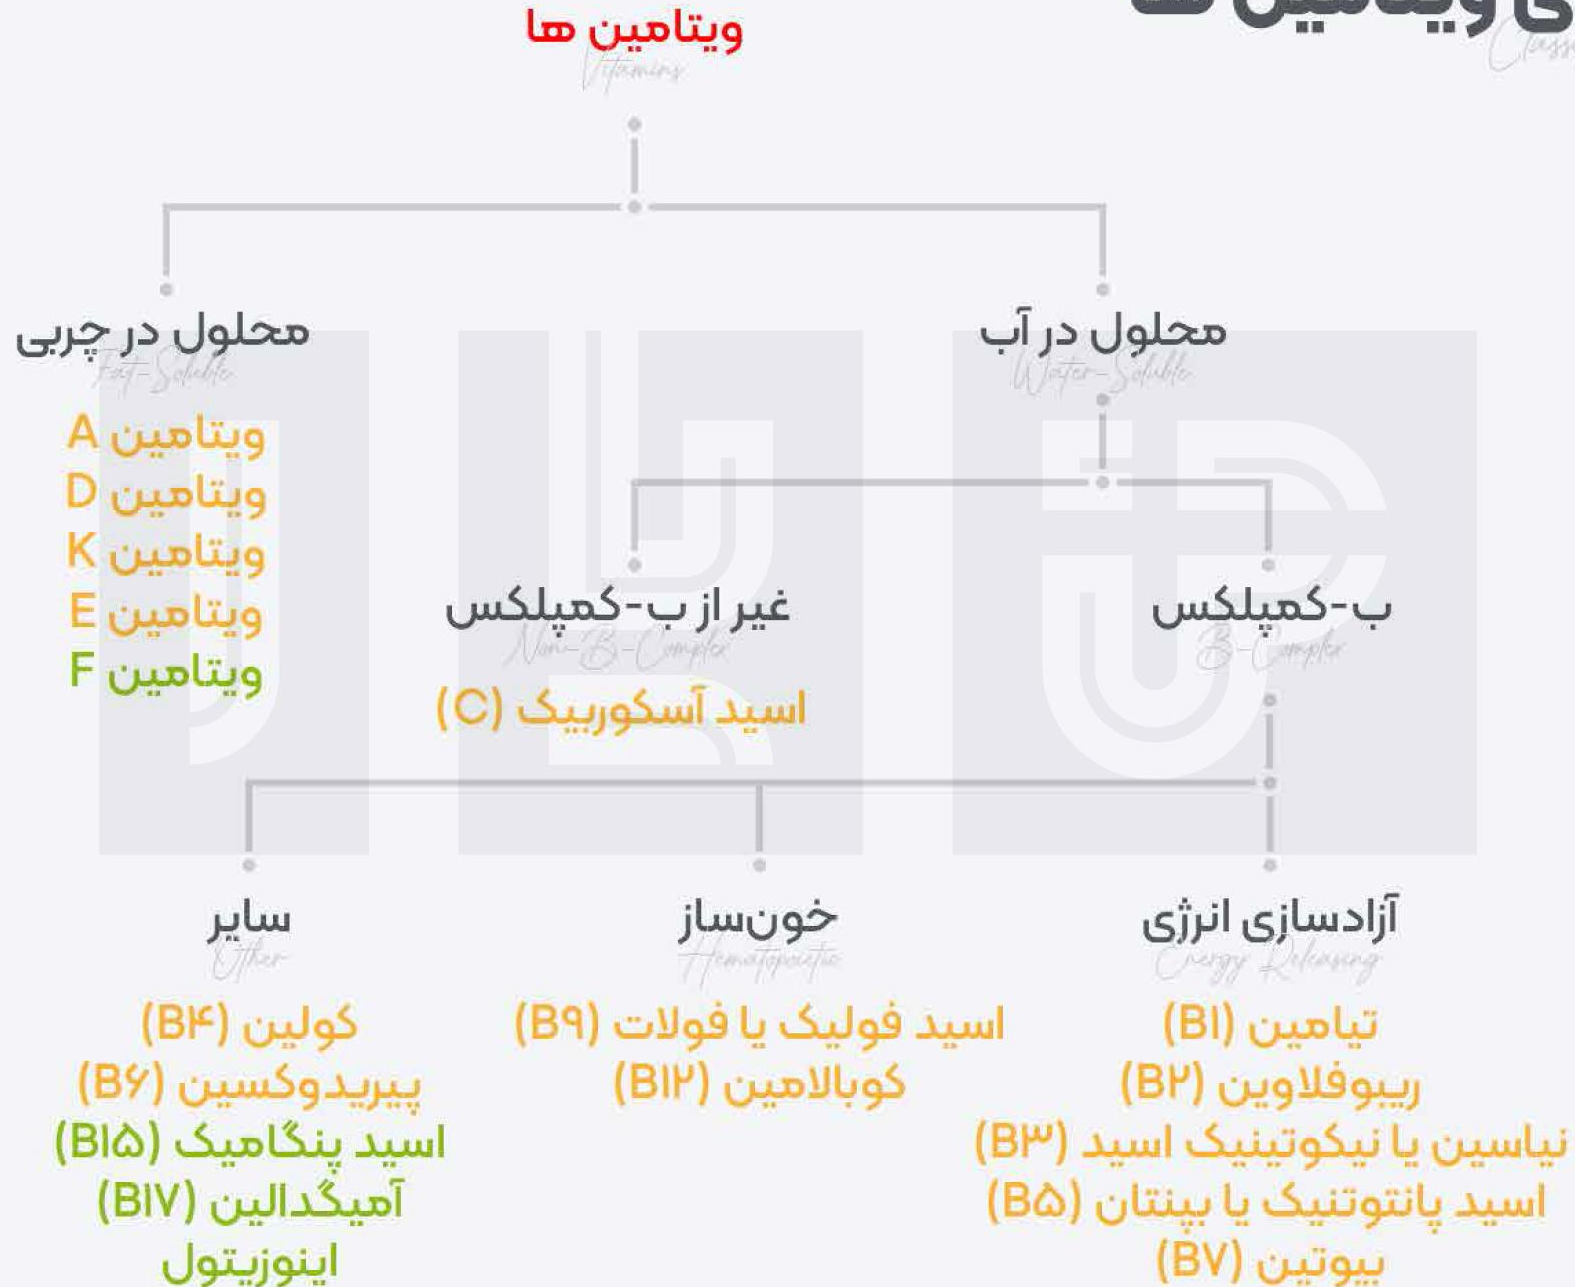 ویتامین ها
Vitamins
محلول در آب
Water-Soluble
محلول در چربی
Fat-Soluble
ویتامین A
ویتامین D
ویتامین K
ویتامین E
ویتامین F
ب-کمپلکس
B-Complex
غیر از ب-کمپلکس
Non-B-Complex
اسید آسکوربیک (C)
آزادسازی انرژی
Energy Releasing
تیامین (B۱)
ریبوفلاوین (B۲)
نیاسین یا نیکوتینیک اسید (B۳)
اسید پانتوتنیک یا بپنتان (B۵)
بیوتین (B۷)
خون‌ساز
Hematopoietic
اسید فولیک یا فولات (B۹)
کوبالامین (B۱۲)
سایر
Other
کولین (B۴)
پیریدوکسین (B۶)
اسید پنگامیک (B۱۵)
آمیگدالین (B۱۷)
اینوزیتول